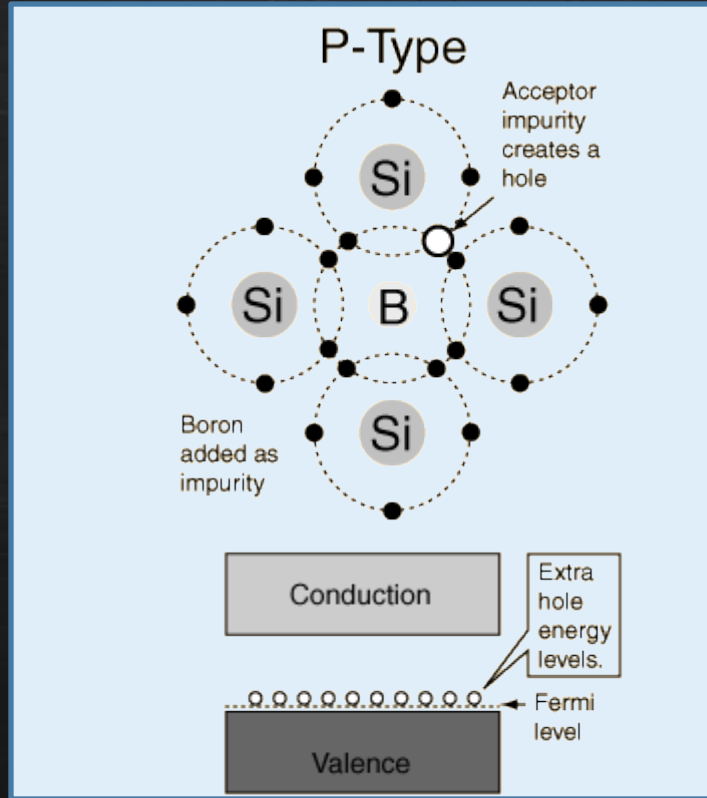 P-Type
Acceptor
impurity
creates a
hole
Si
Si
B
Si
Si
Boron
added as
impurity
Conduction
Extra
hole
energy
levels.
Fermi
level
Valence